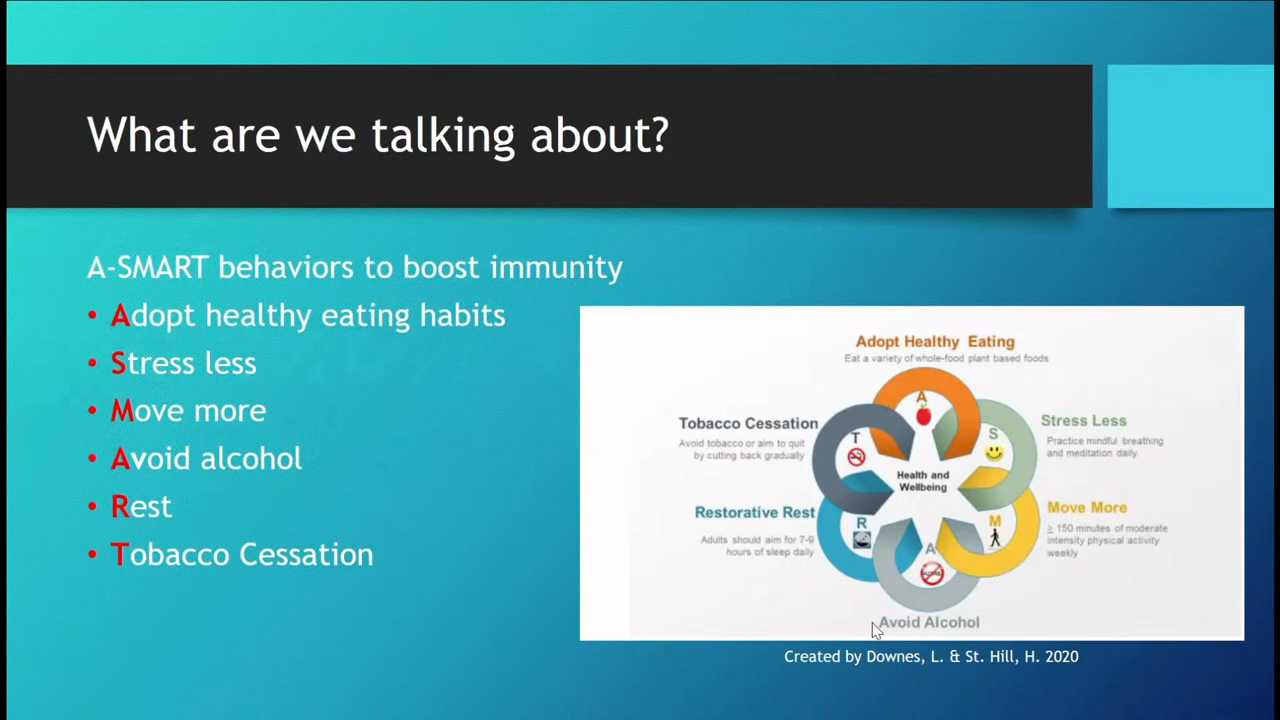 What are we talking about?
A-SMART behaviors to boost immunity
• Adopt healthy eating habits
• Stress less
• Move more
• Avoid alcohol
• Rest
• Tobacco Cessation
Adopt Healthy Eating
Eat a variety of whole-food plant based foods
A
Tobacco Cessation
Avoid tobacco or aim to quit
by cutting back gradually
T
Stress Less
Practice mindful breathing
and meditation daily
S
Health and
Wellbeing
Restorative Rest
Adults should aim for 7-9
hours of sleep daily
R
Move More
≥ 150 minutes of moderate
intensity physical activity
weekly
M
A
Avoid Alcohol
Created by Downes, L. & St. Hill, H. 2020